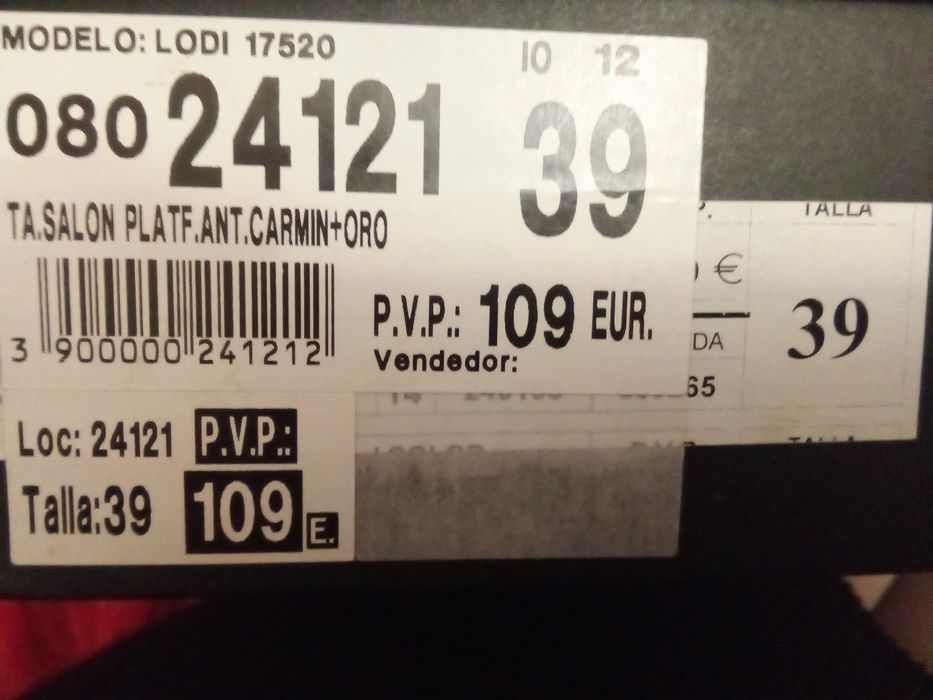 MODELO: LODI 17520
10 12
080 24121 39
TA.SALON PLATF.ANT.CARMIN+ORO
3 900000 241212
P.V.P.: 109 EUR.
Vendedor:
Loc: 24121 P.V.P.:
Talla:39 109 E.
TALLA
€
39
DA
65
P.V.P.
TALLA